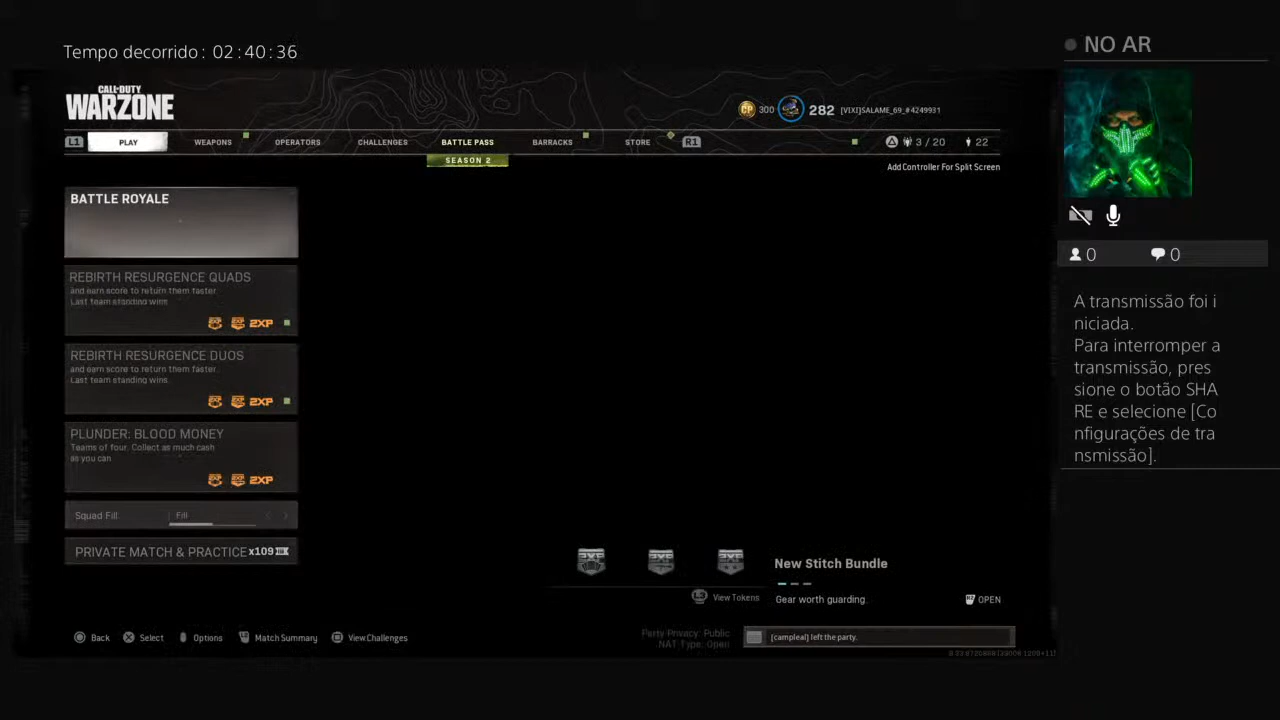 Tempo decorrido: 02:40:36
NO AR
CALL OF DUTY
WARZONE
CP 300 282 [VIXI]SALAME_69_#4249931
L1 PLAY WEAPONS OPERATORS CHALLENGES BATTLE PASS BARRACKS STORE R1 3 / 20 22
SEASON 2
Add Controller For Split Screen
BATTLE ROYALE
REBIRTH RESURGENCE QUADS
and earn score to return them faster.
Last team standing wins.
2XP
REBIRTH RESURGENCE DUOS
and earn score to return them faster.
Last team standing wins.
2XP
PLUNDER: BLOOD MONEY
Teams of four. Collect as much cash
as you can
2XP
Squad Fill Fill
PRIVATE MATCH & PRACTICE x109
2XP 2XP 2XP
New Stitch Bundle
Gear worth guarding.
L3 View Tokens
OPEN
Back Select Options Match Summary View Challenges
Party Privacy: Public
NAT Type: Open
[campleal] left the party.
0 0
A transmissão foi i
niciada.
Para interromper a
transmissão, pres
sione o botão SHA
RE e selecione [Co
nfigurações de tra
nsmissão].